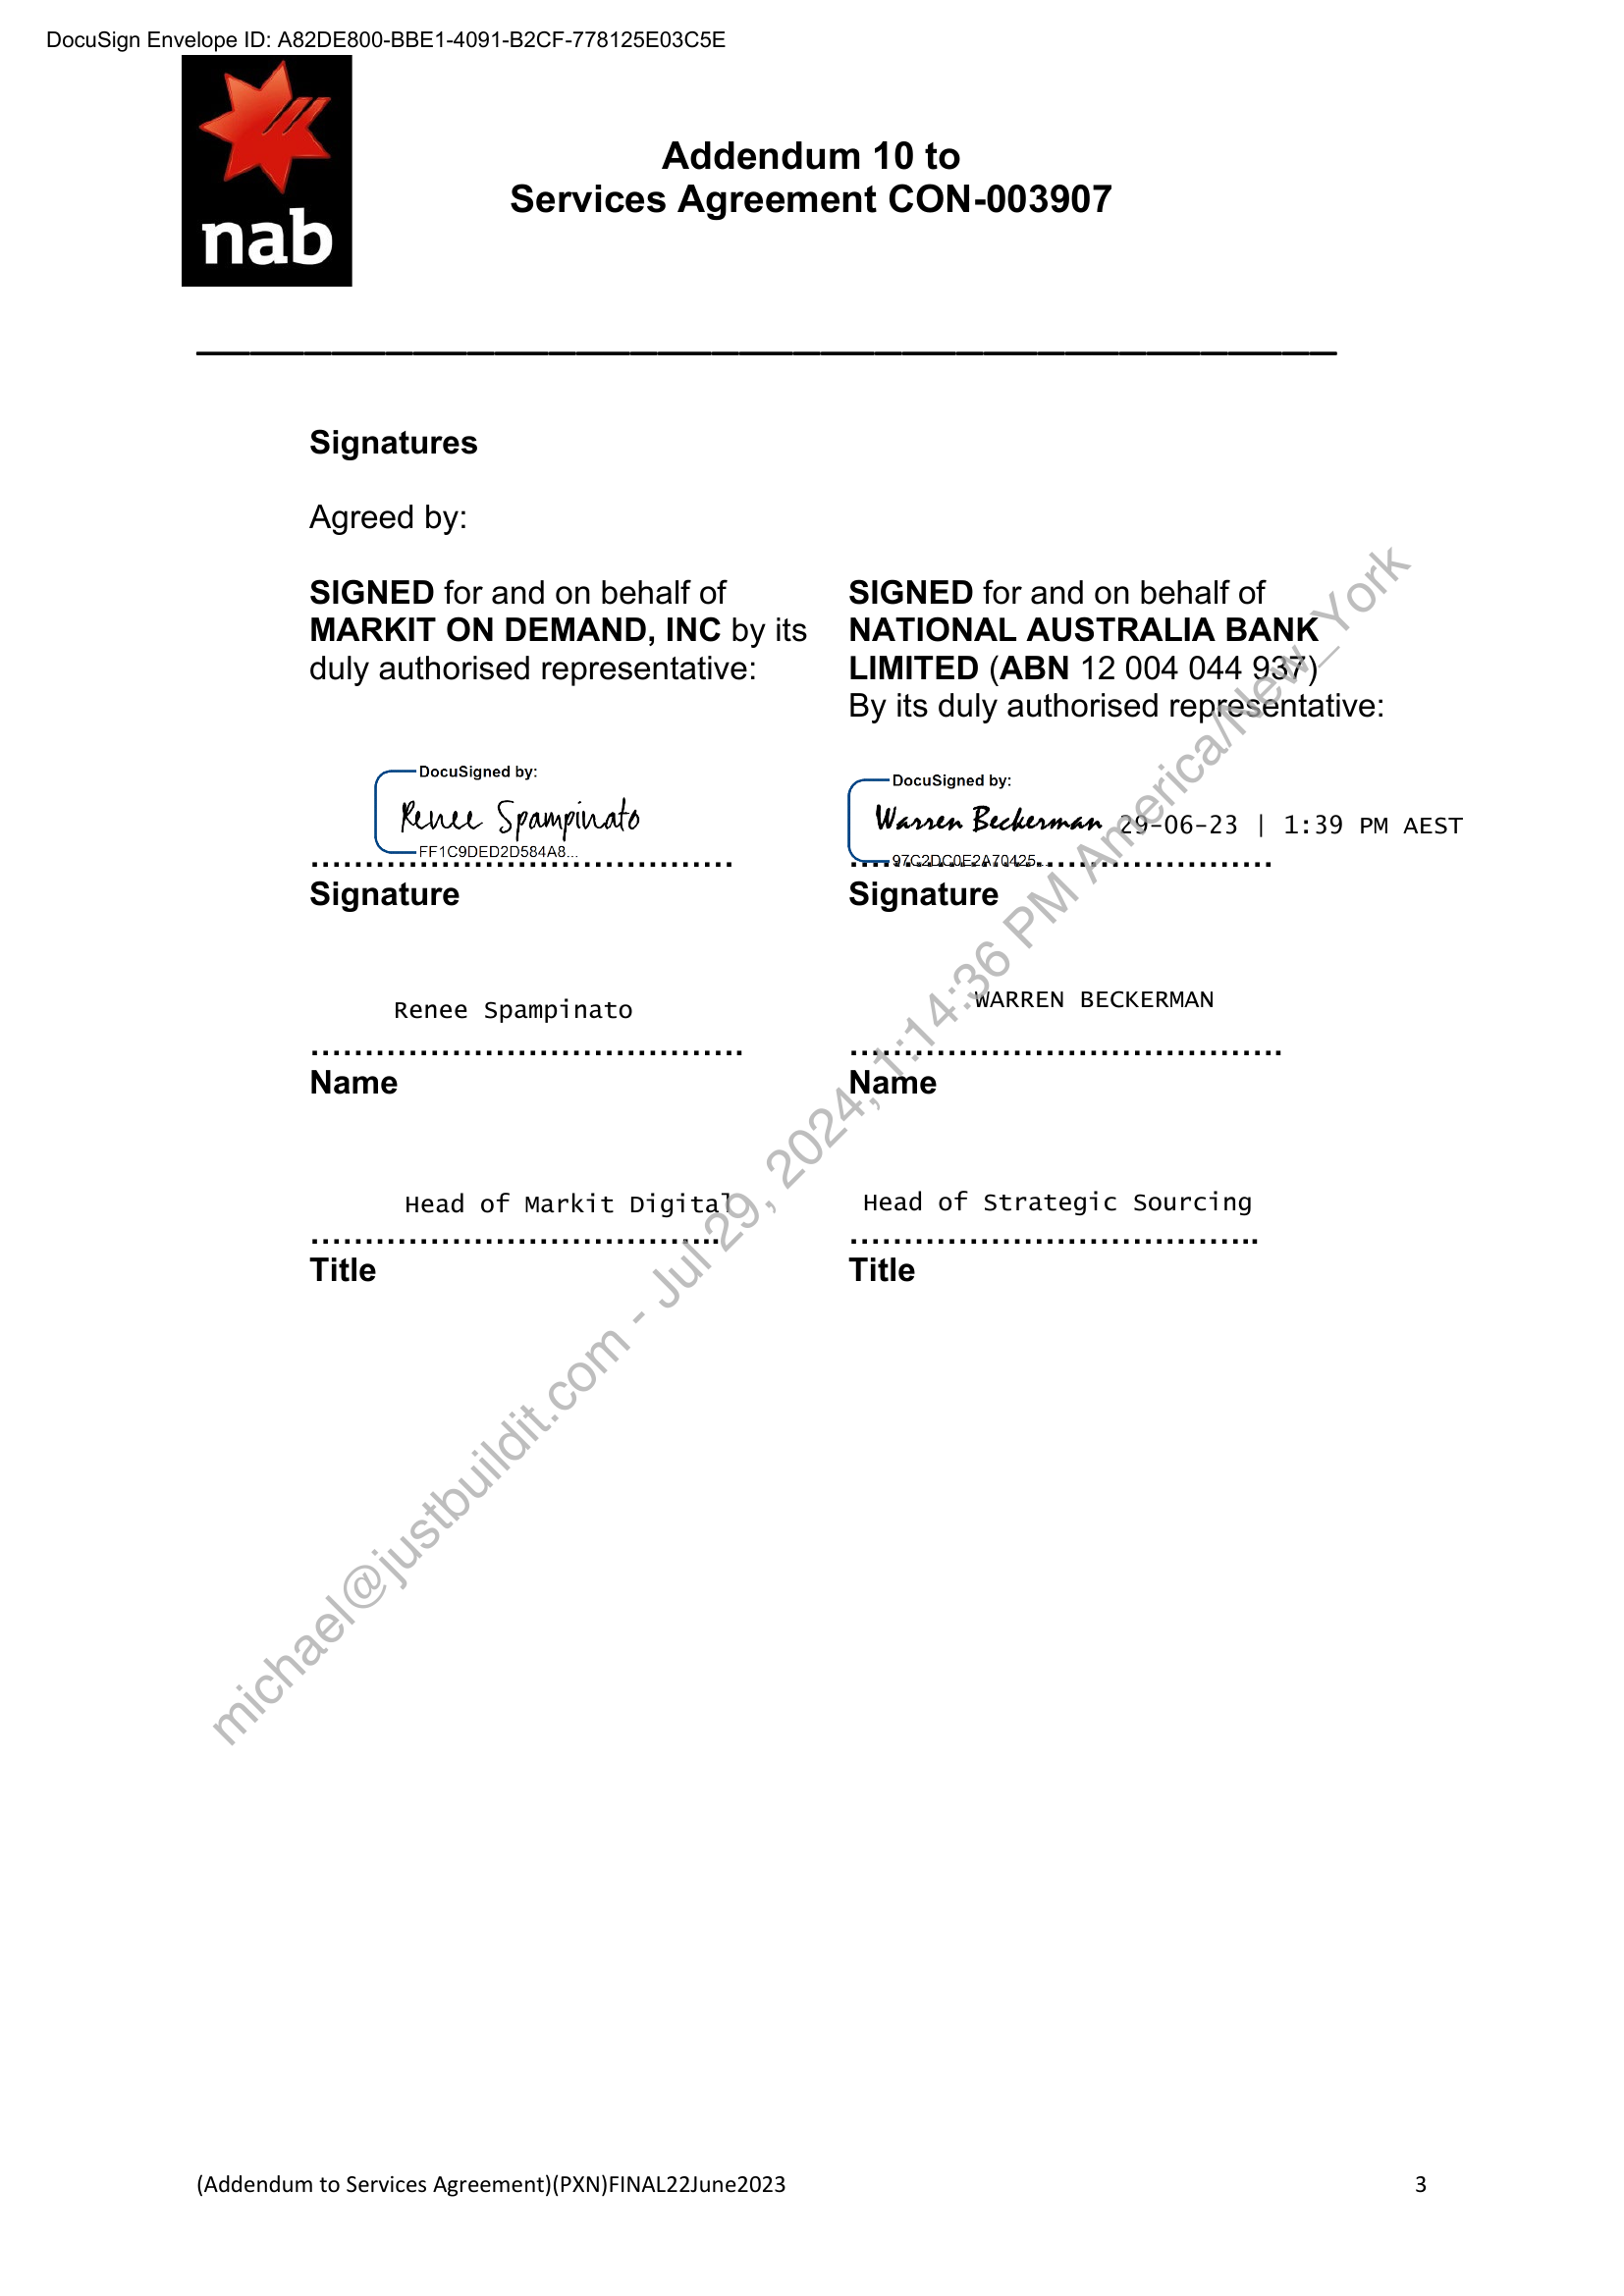 DocuSign Envelope ID: A82DE800-BBE1-4091-B2CF-778125E03C5E
nab
Addendum 10 to
Services Agreement CON-003907
Signatures
Agreed by:
SIGNED for and on behalf of
MARKIT ON DEMAND, INC by its
duly authorised representative:
SIGNED for and on behalf of
NATIONAL AUSTRALIA BANK
LIMITED (ABN 12 004 044 937)
By its duly authorised representative:
DocuSigned by:
Renee Spampinato
FF1C9DED2D584A8...
Signature
DocuSigned by:
Warren Beckerman 29-06-23 | 1:39 PM AEST
97C2DC0E2A70425...
Signature
Renee Spampinato
Name
WARREN BECKERMAN
Name
Head of Markit Digital
Title
Head of Strategic Sourcing
Title
michael@justbuildit.com - Jul 29, 2024, 1:14:36 PM America/New_York
(Addendum to Services Agreement)(PXN)FINAL22June2023 3